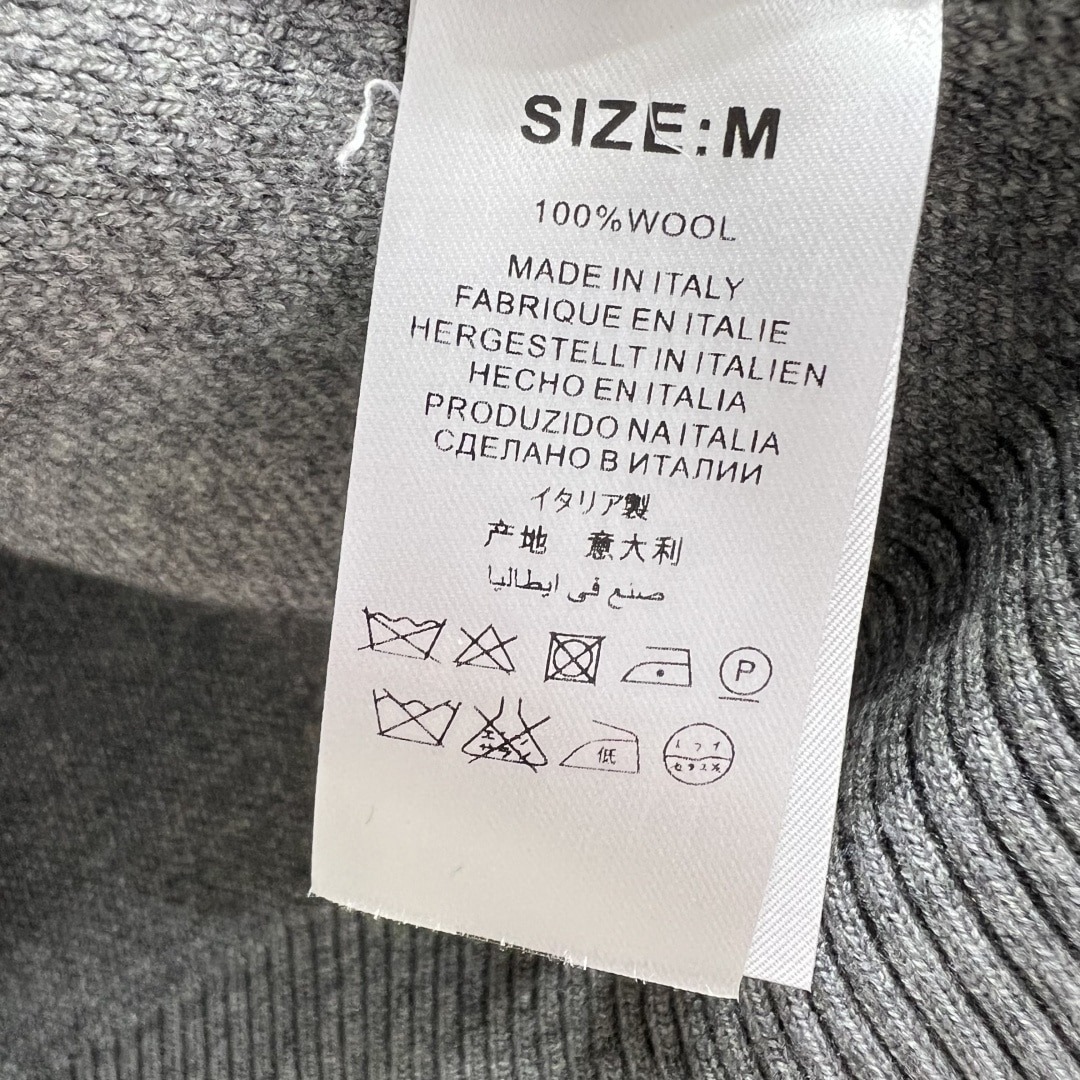 SIZE:M
100%WOOL
MADE IN ITALY
FABRIQUE EN ITALIE
HERGESTELLT IN ITALIEN
HECHO EN ITALIA
PRODUZIDO NA ITALIA
СДЕЛАНО В ИТАЛИИ
イタリア製
产地 意大利
صنع في ايطاليا
P
低